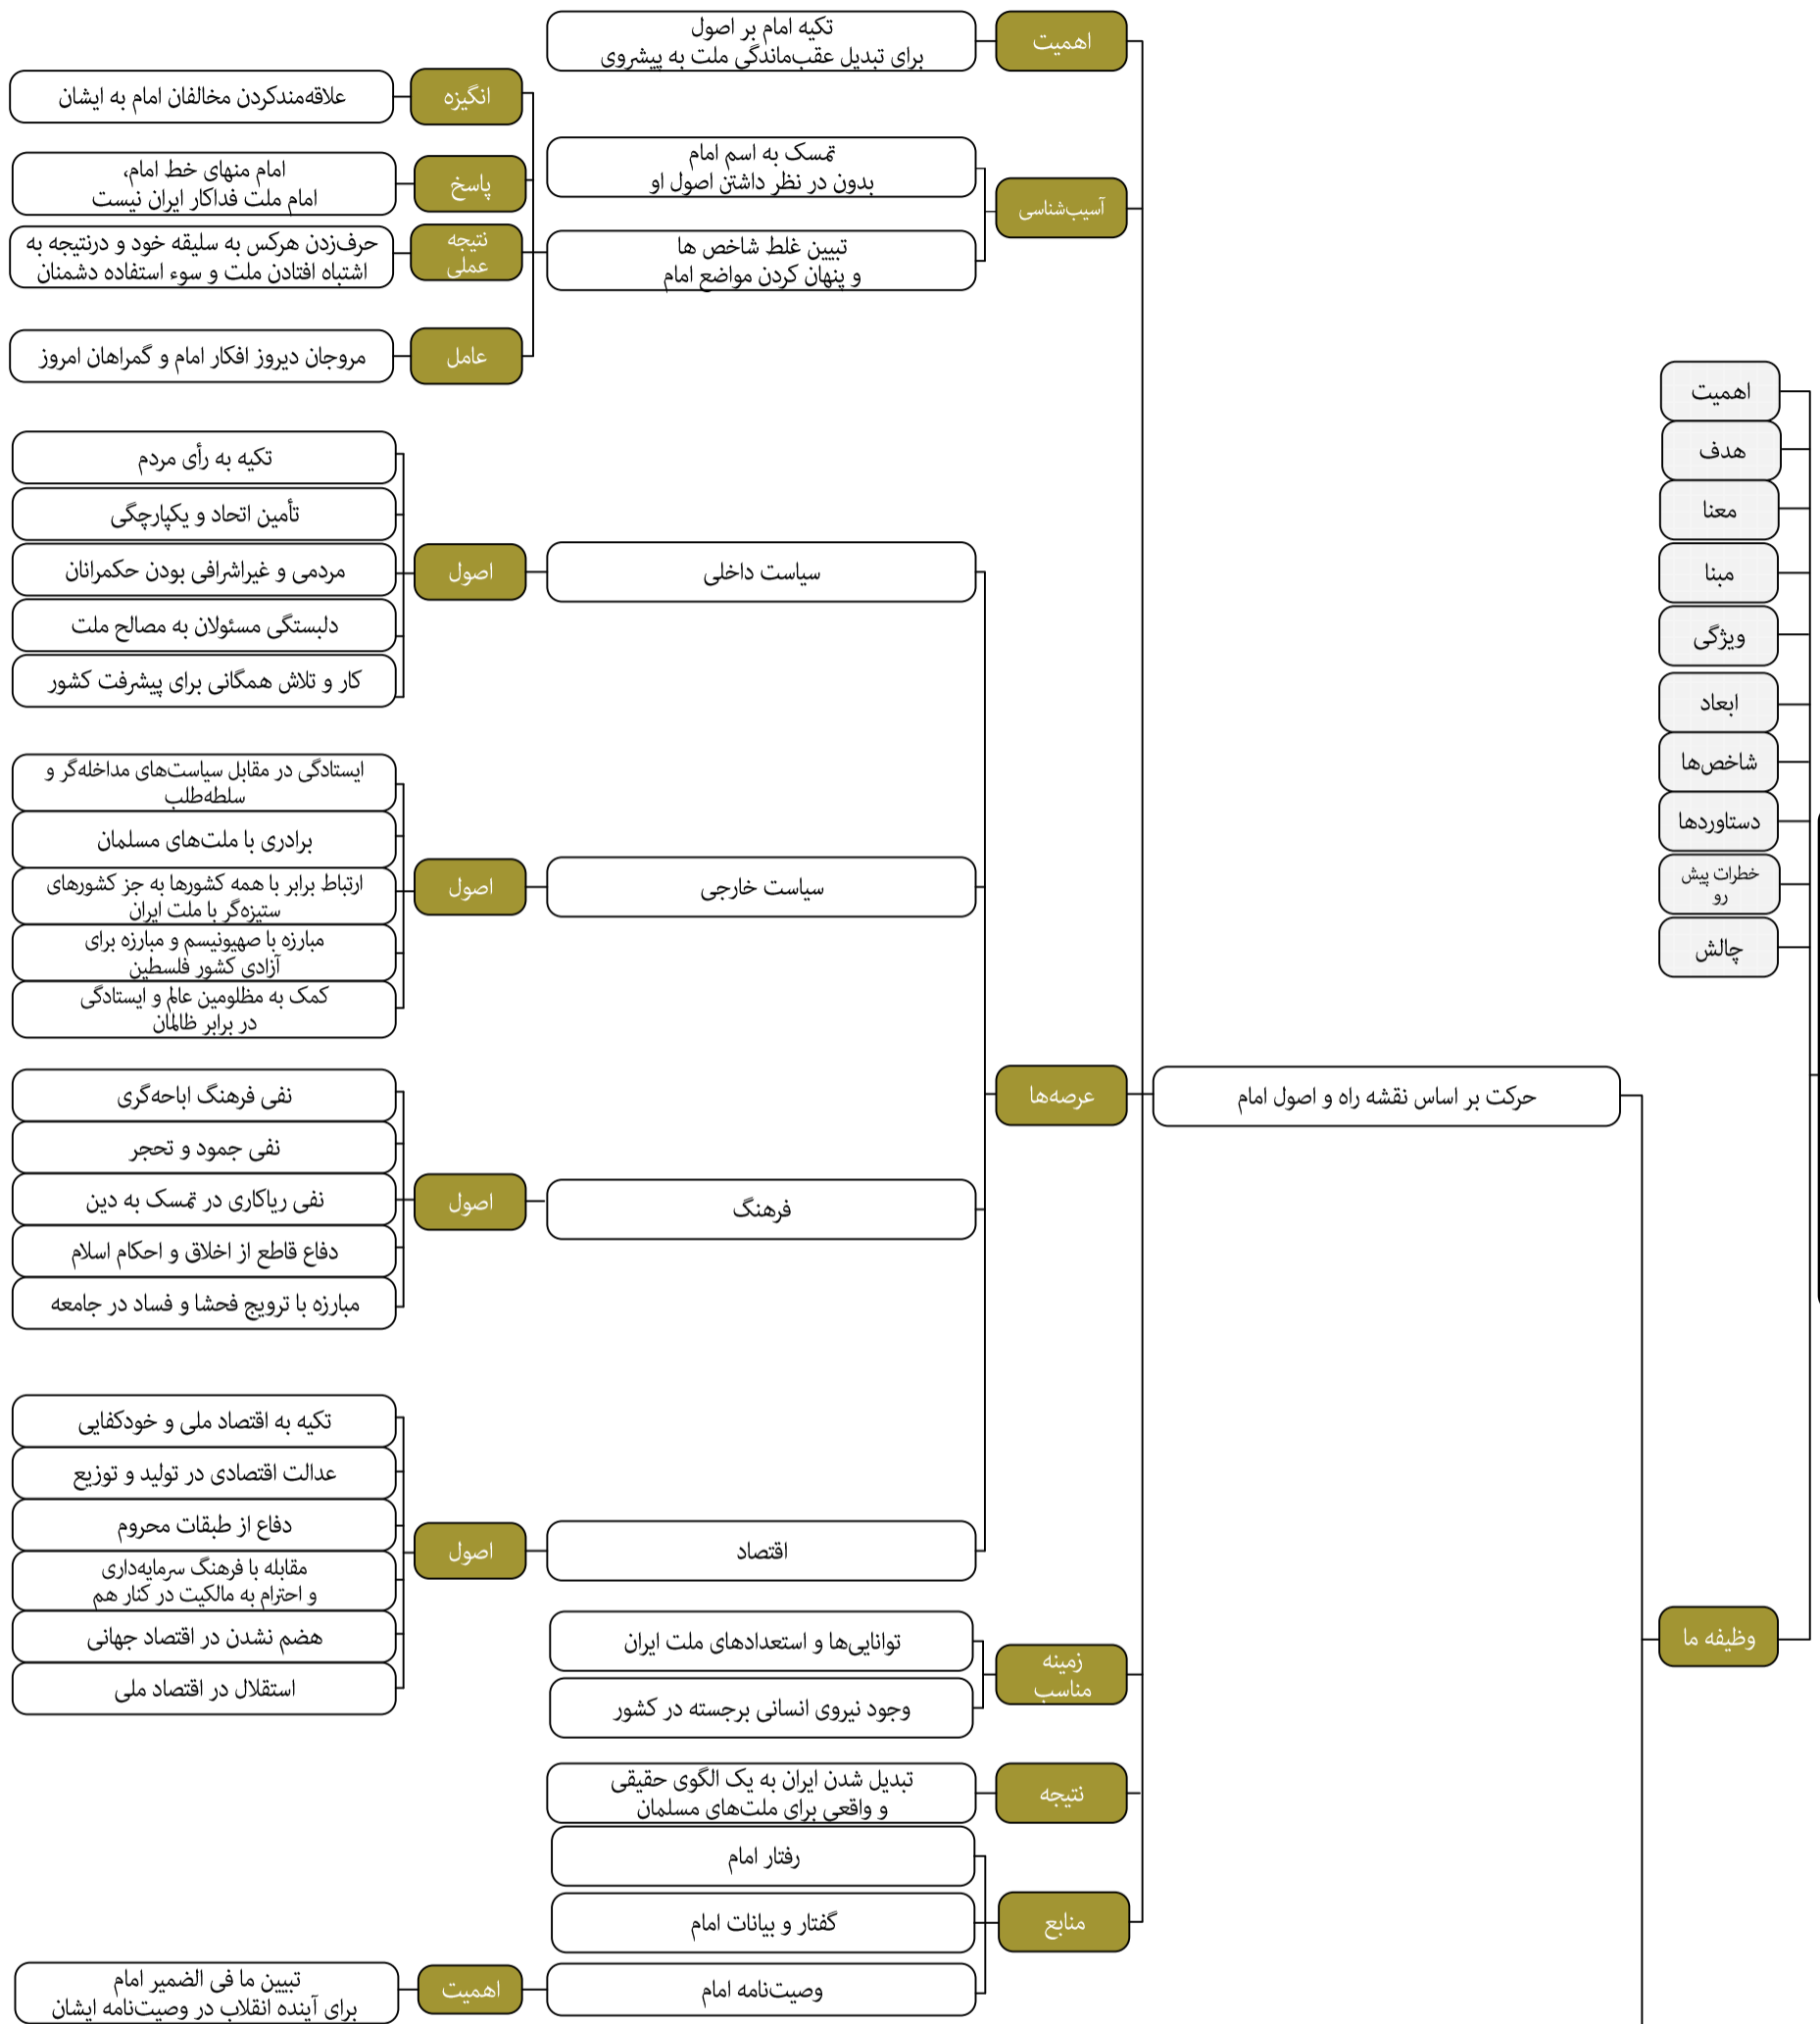 اهمیت
هدف
معنا
مبنا
ویژگی
ابعاد
شاخص‌ها
دستاوردها
خطرات پیش
رو
چالش
وظیفه ما
حرکت بر اساس نقشه راه و اصول امام
اهمیت
تکیه امام بر اصول
برای تبدیل عقب‌ماندگی ملت به پیشروی
آسیب‌شناسی
تمسک به اسم امام
بدون در نظر داشتن اصول او
تبیین غلط شاخص ها
و پنهان کردن مواضع امام
انگیزه
علاقه‌مندکردن مخالفان امام به ایشان
پاسخ
امام منهای خط امام،
امام ملت فداکار ایران نیست
نتیجه
عملی
حرف‌زدن هرکس به سلیقه خود و درنتیجه به
اشتباه افتادن ملت و سوء استفاده دشمنان
عامل
مروجان دیروز افکار امام و گمراهان امروز
عرصه‌ها
سیاست داخلی
اصول
تکیه به رأی مردم
تأمین اتحاد و یکپارچگی
مردمی و غیراشرافی بودن حکمرانان
دلبستگی مسئولان به مصالح ملت
کار و تلاش همگانی برای پیشرفت کشور
سیاست خارجی
اصول
ایستادگی در مقابل سیاست‌های مداخله‌گر و
سلطه‌طلب
برادری با ملت‌های مسلمان
ارتباط برابر با همه کشورها به جز کشورهای
ستیزه‌گر با ملت ایران
مبارزه با صهیونیسم و مبارزه برای
آزادی کشور فلسطین
کمک به مظلومین عالم و ایستادگی
در برابر ظالمان
فرهنگ
اصول
نفی فرهنگ اباحه‌گری
نفی جمود و تحجر
نفی ریاکاری در تمسک به دین
دفاع قاطع از اخلاق و احکام اسلام
مبارزه با ترویج فحشا و فساد در جامعه
اقتصاد
اصول
تکیه به اقتصاد ملی و خودکفایی
عدالت اقتصادی در تولید و توزیع
دفاع از طبقات محروم
مقابله با فرهنگ سرمایه‌داری
و احترام به مالکیت در کنار هم
هضم نشدن در اقتصاد جهانی
استقلال در اقتصاد ملی
زمینه
مناسب
توانایی‌ها و استعدادهای ملت ایران
وجود نیروی انسانی برجسته در کشور
نتیجه
تبدیل شدن ایران به یک الگوی حقیقی
و واقعی برای ملت‌های مسلمان
منابع
رفتار امام
گفتار و بیانات امام
وصیت‌نامه امام
اهمیت
تبیین ما فی الضمیر امام
برای آینده انقلاب در وصیت‌نامه ایشان